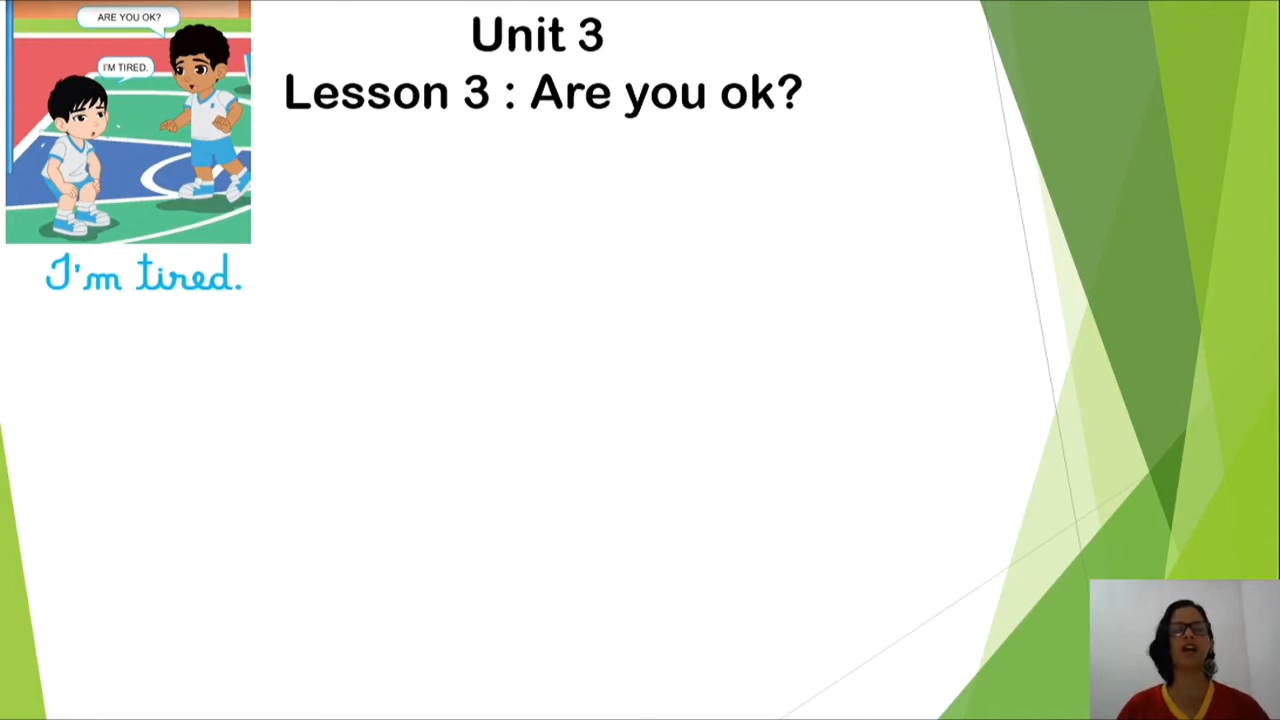 Unit 3
Lesson 3 : Are you ok?
ARE YOU OK?
I'M TIRED.
I'm tired.